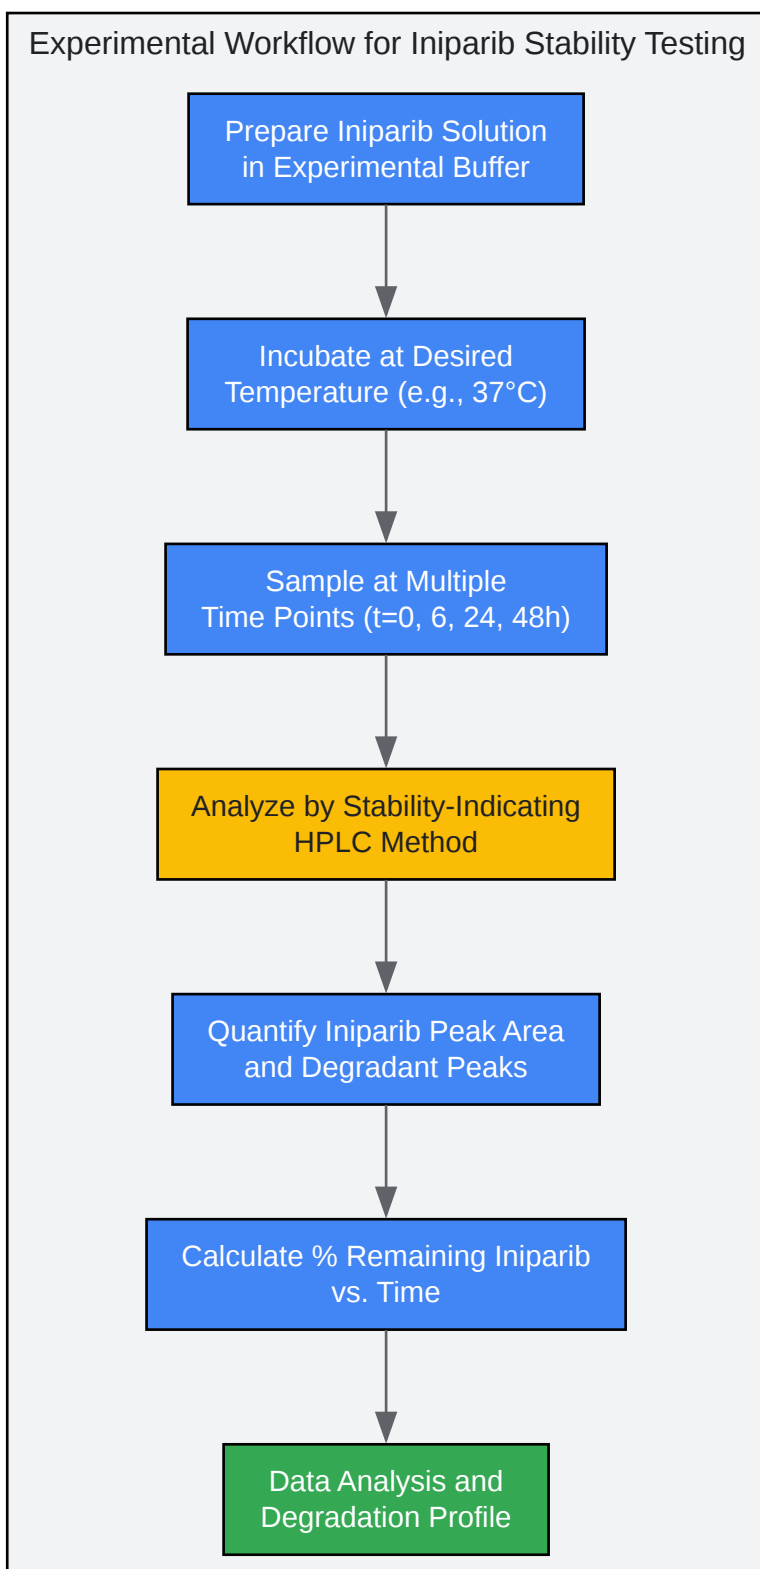 Experimental Workflow for Iniparib Stability Testing
Prepare Iniparib Solution
in Experimental Buffer
Incubate at Desired
Temperature (e.g., 37°C)
Sample at Multiple
Time Points (t=0, 6, 24, 48h)
Analyze by Stability-Indicating
HPLC Method
Quantify Iniparib Peak Area
and Degradant Peaks
Calculate % Remaining Iniparib
vs. Time
Data Analysis and
Degradation Profile